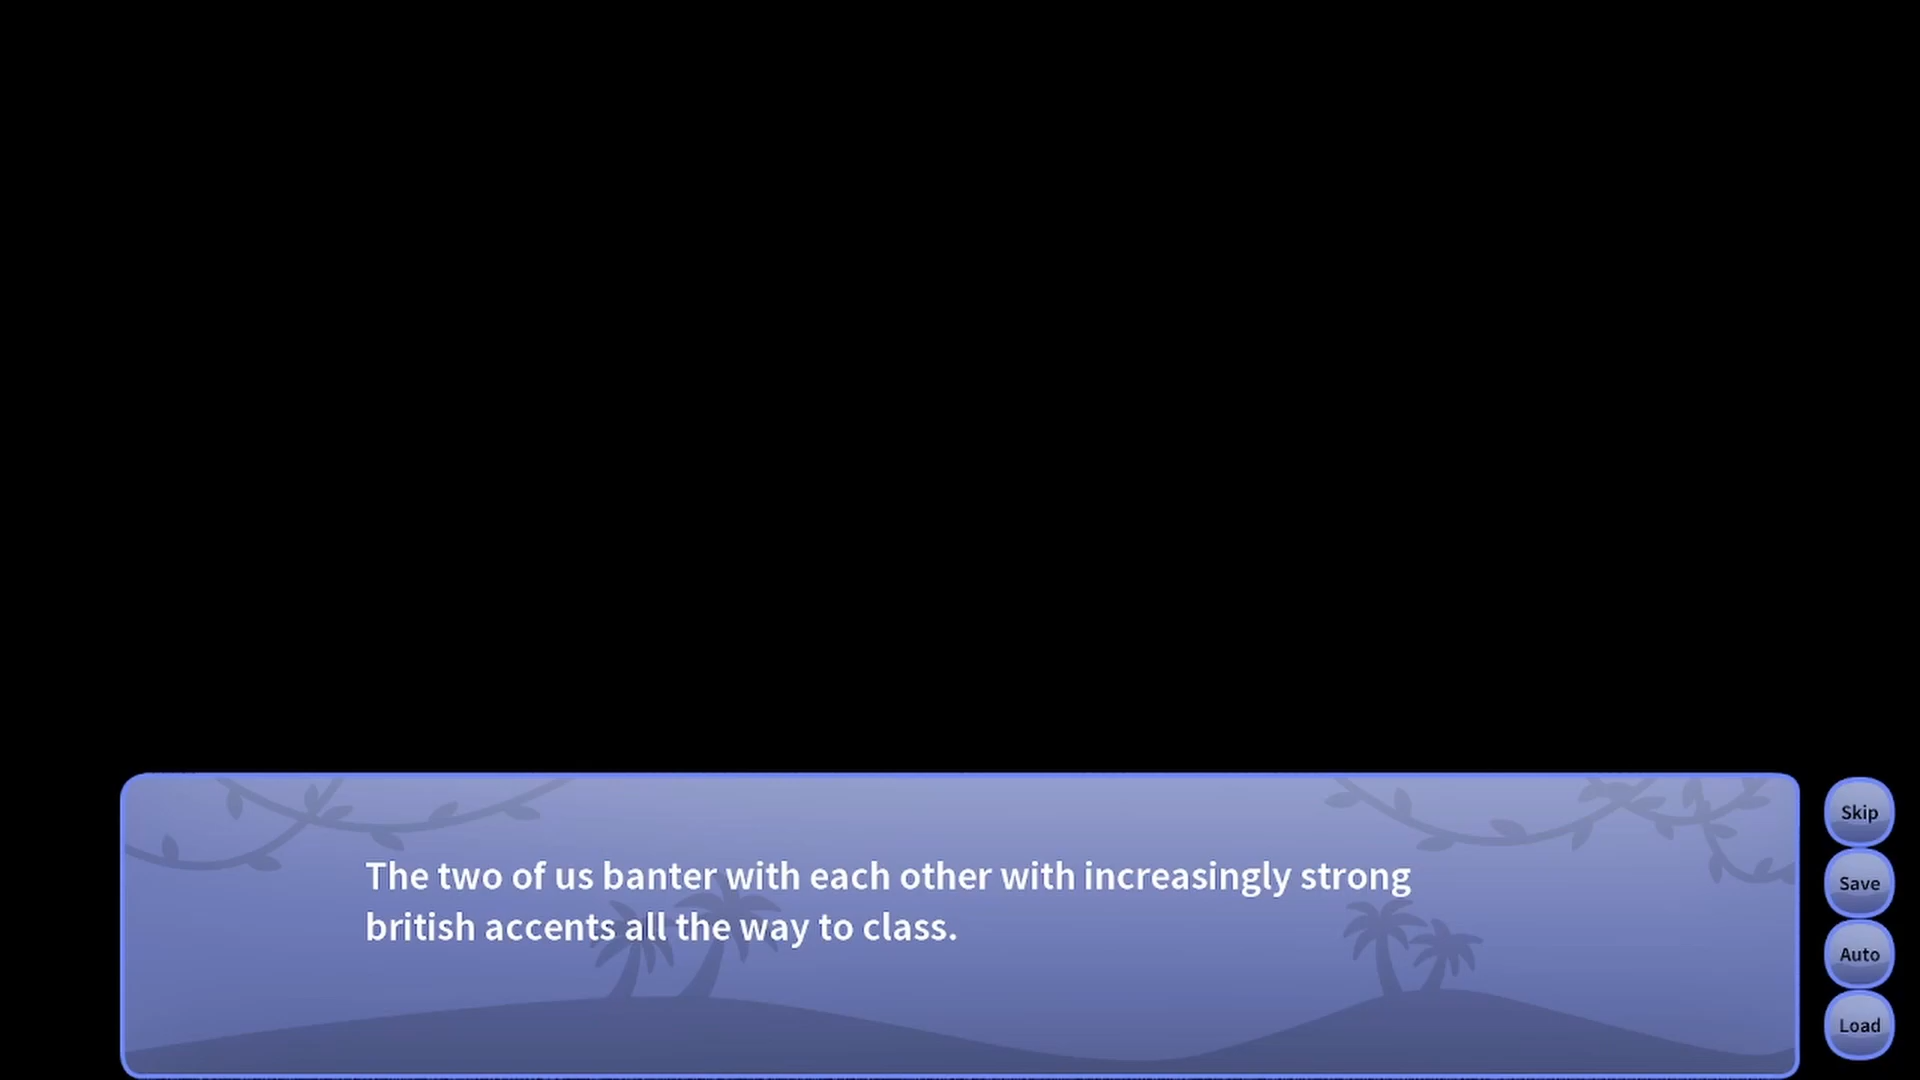 The two of us banter with each other with increasingly strong
british accents all the way to class.
Skip
Save
Auto
Load